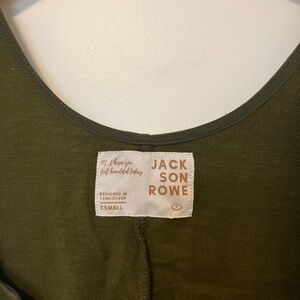 PS. I hope you
feel beautiful today
DESIGNED IN
VANCOUVER
XSMALL
JACK
SON
ROWE